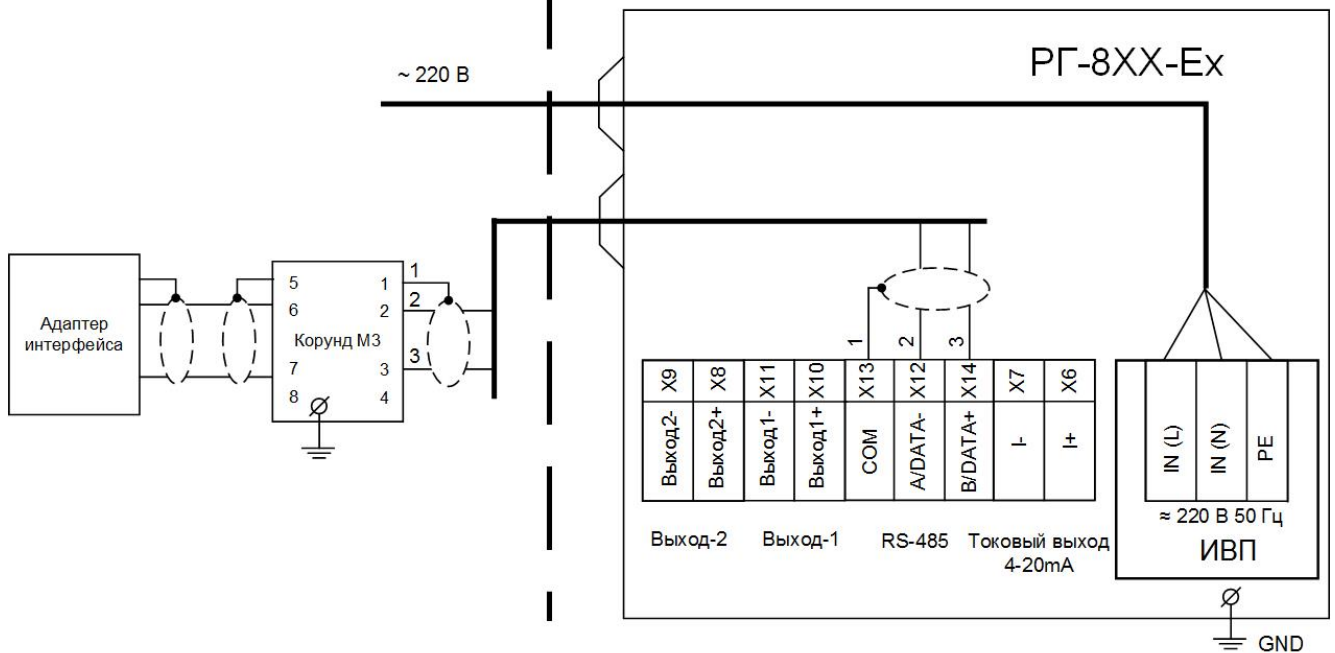 РГ-8ХХ-Ех
~ 220 В
Адаптер
интерфейса
5
6
7
8
Корунд М3
1
2
3
4
1
2
3
1
2
3
X9
X8
X11
X10
X13
X12
X14
X7
X6
Выход2-
Выход2+
Выход1-
Выход1+
COM
A/DATA-
B/DATA+
I-
I+
Выход-2
Выход-1
RS-485
Токовый выход
4-20mA
IN (L)
IN (N)
PE
≈ 220 В 50 Гц
ИВП
GND